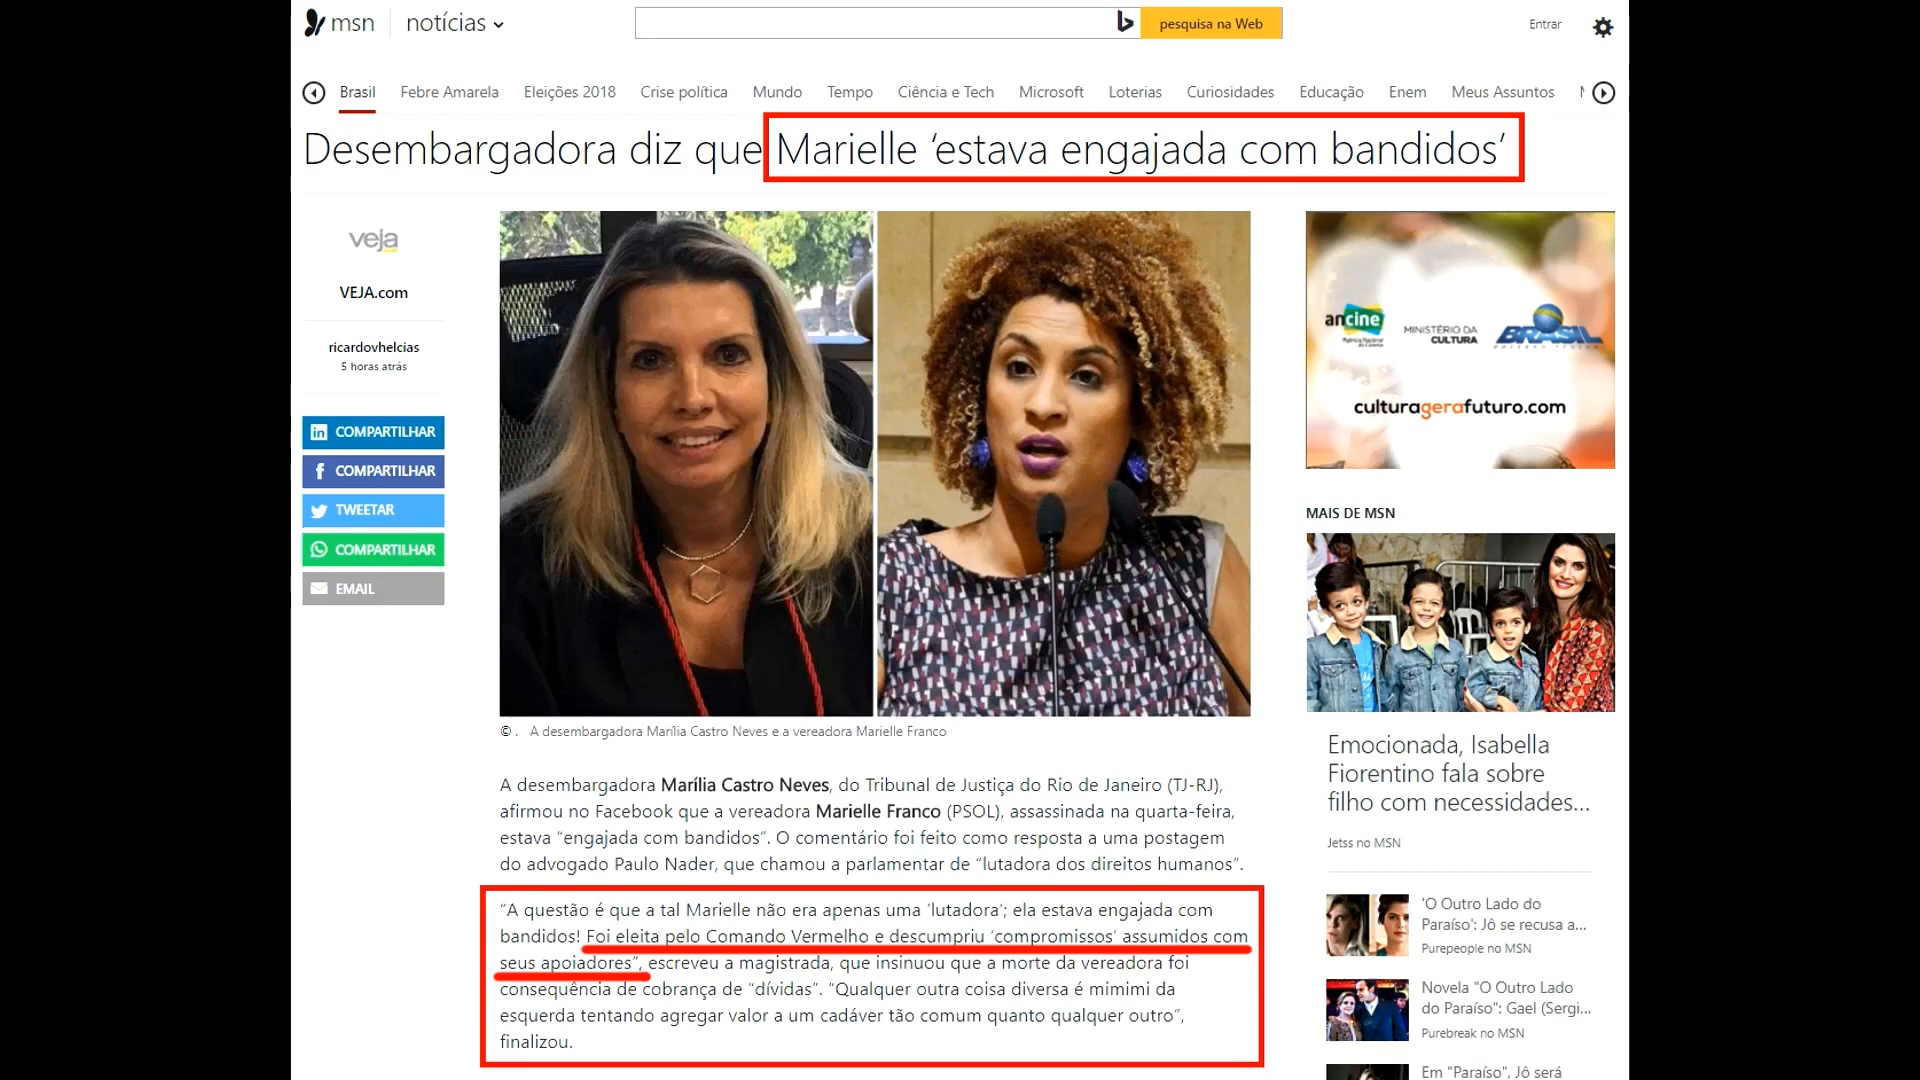 msn notícias
pesquisa na Web
Entrar
Brasil Febre Amarela Eleições 2018 Crise política Mundo Tempo Ciência e Tech Microsoft Loterias Curiosidades Educação Enem Meus Assuntos
Desembargadora diz que Marielle ‘estava engajada com bandidos’
veja
VEJA.com
ricardovhelcias
5 horas atrás
in COMPARTILHAR
f COMPARTILHAR
TWEETAR
COMPARTILHAR
EMAIL
© . A desembargadora Marília Castro Neves e a vereadora Marielle Franco
A desembargadora Marília Castro Neves, do Tribunal de Justiça do Rio de Janeiro (TJ-RJ),
afirmou no Facebook que a vereadora Marielle Franco (PSOL), assassinada na quarta-feira,
estava “engajada com bandidos”. O comentário foi feito como resposta a uma postagem
do advogado Paulo Nader, que chamou a parlamentar de “lutadora dos direitos humanos”.
“A questão é que a tal Marielle não era apenas uma ‘lutadora’; ela estava engajada com
bandidos! Foi eleita pelo Comando Vermelho e descumpriu ‘compromissos’ assumidos com
seus apoiadores”, escreveu a magistrada, que insinuou que a morte da vereadora foi
consequência de cobrança de “dívidas”. “Qualquer outra coisa diversa é mimimi da
esquerda tentando agregar valor a um cadáver tão comum quanto qualquer outro”,
finalizou.
ancine
MINISTÉRIO DA
CULTURA
BRASIL
culturagerafuturo.com
MAIS DE MSN
Emocionada, Isabella
Fiorentino fala sobre
filho com necessidades...
Jetss no MSN
'O Outro Lado do
Paraíso': Jô se recusa a...
Purepeople no MSN
Novela "O Outro Lado
do Paraíso": Gael (Sergi...
Purebreak no MSN
Em "Paraíso", Jô será